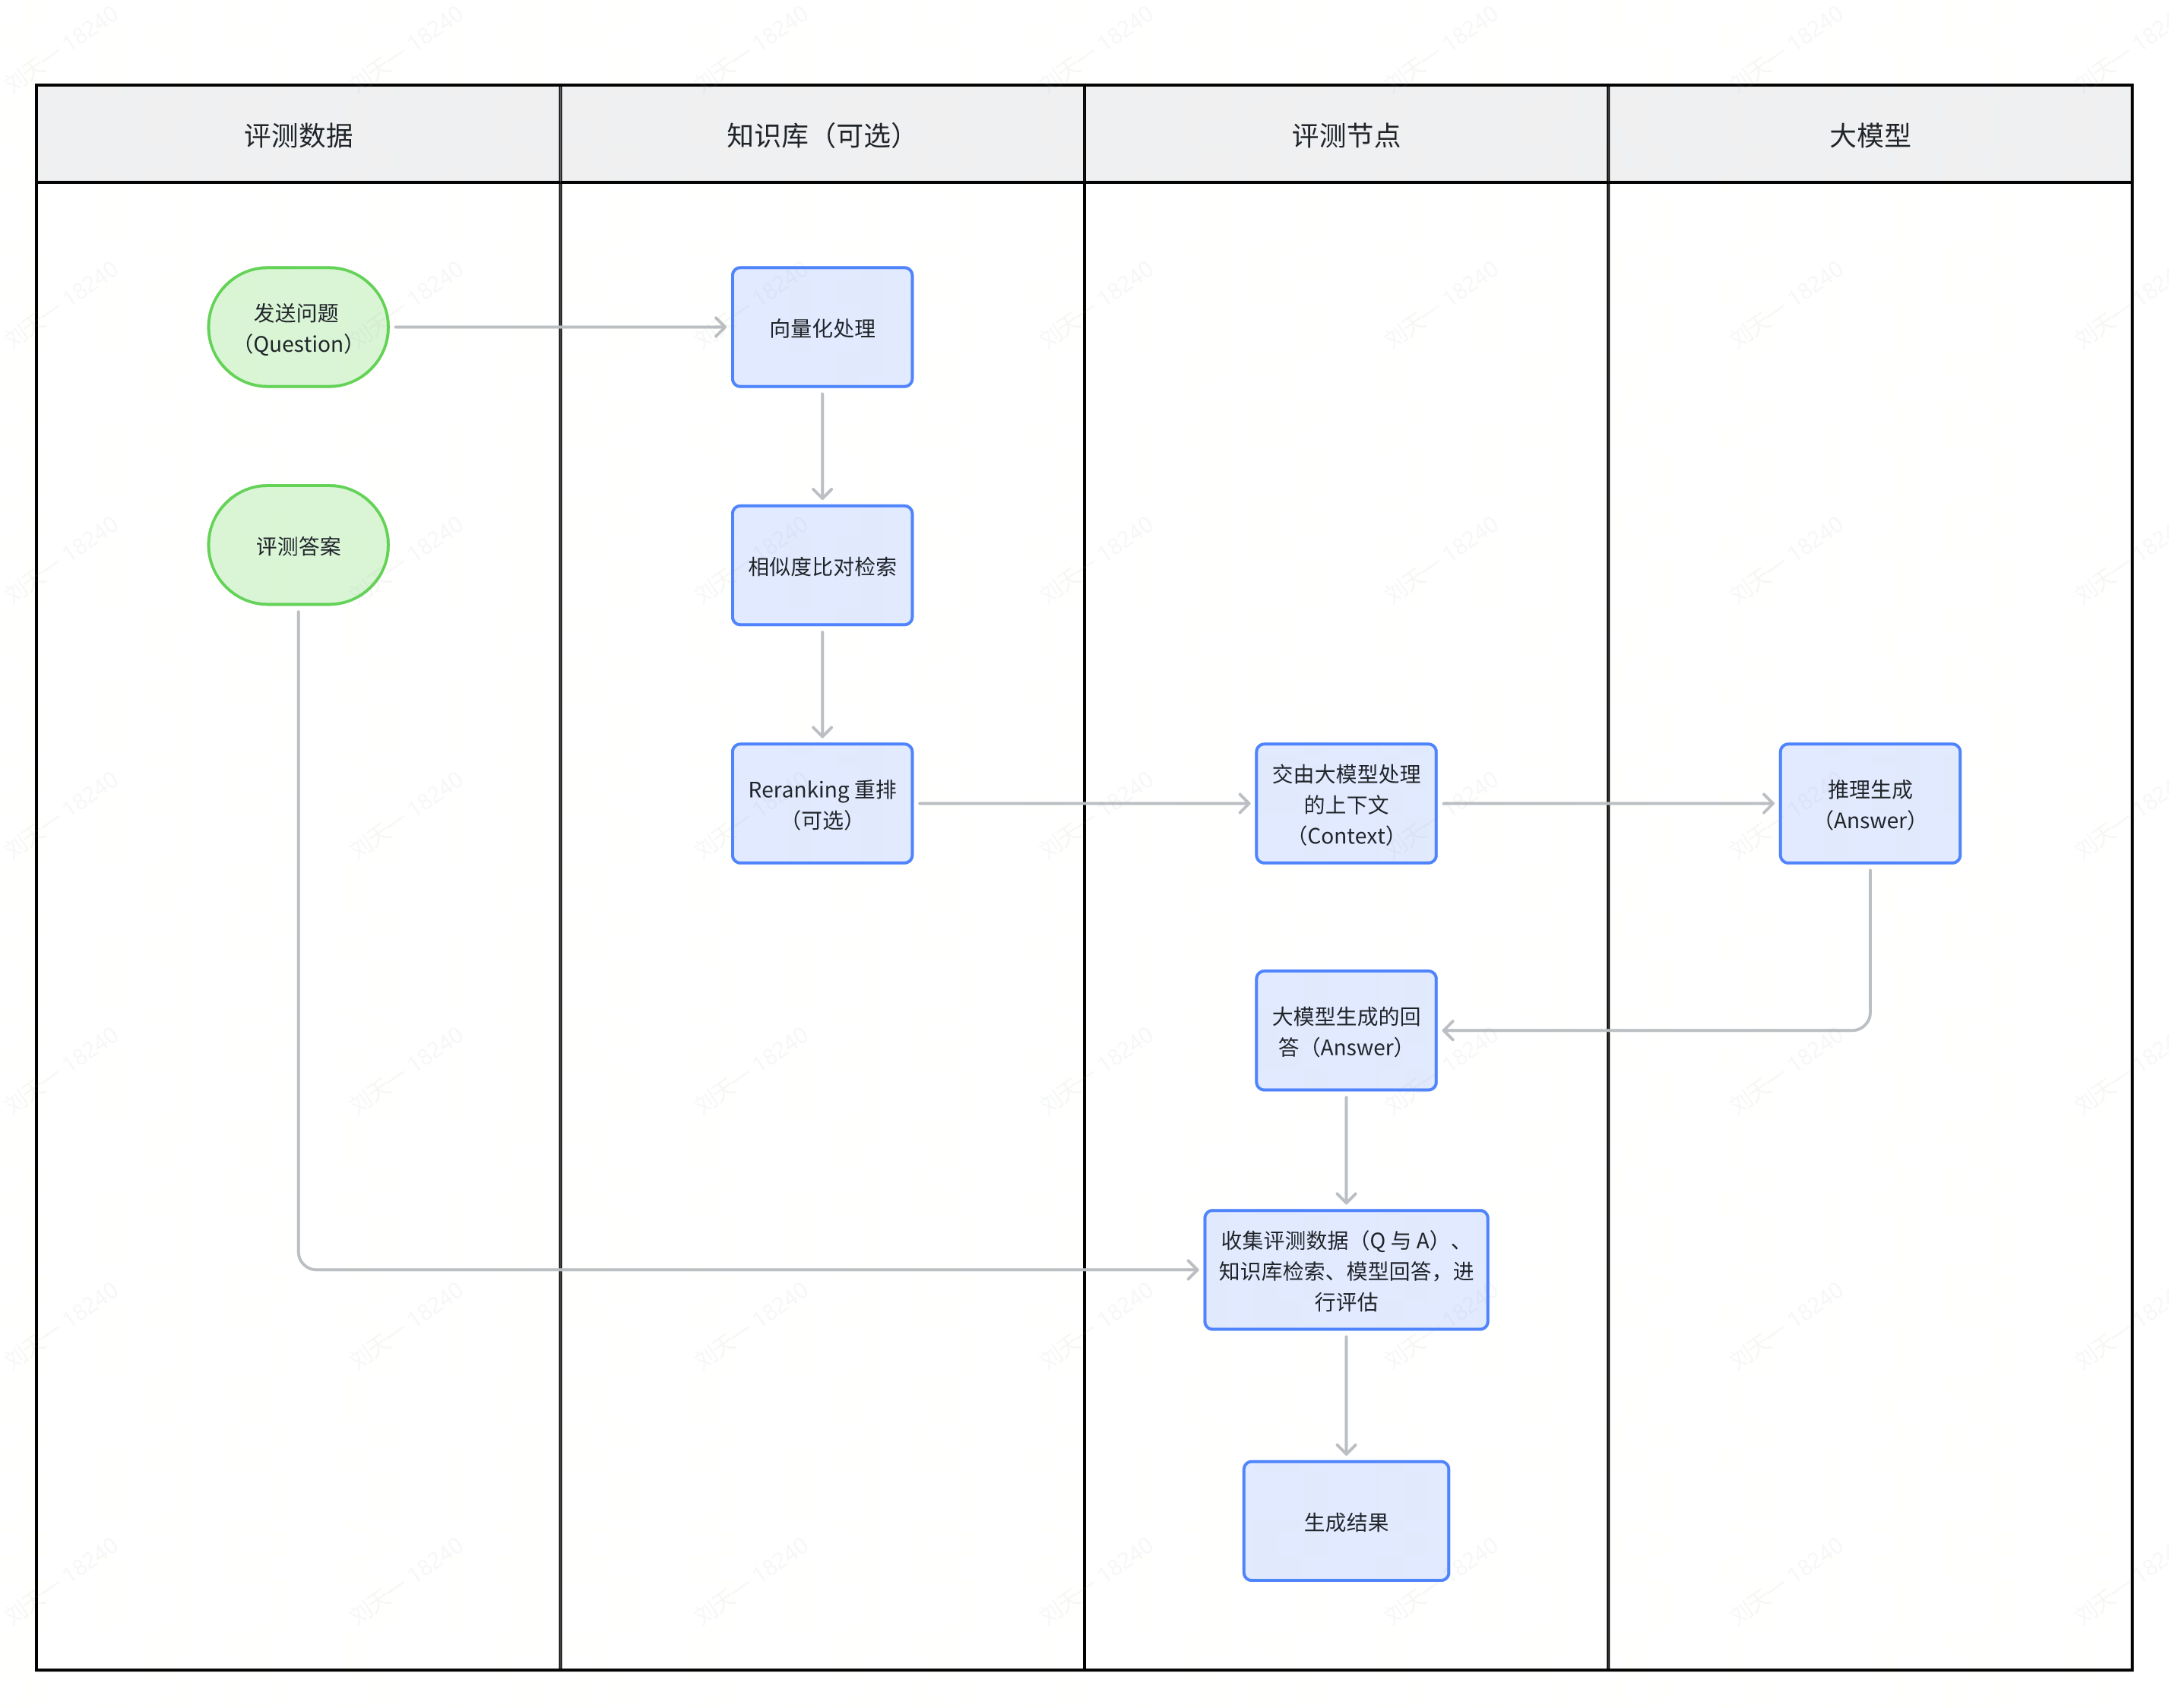 评测数据
知识库（可选）
评测节点
大模型
发送问题
（Question）
向量化处理
评测答案
相似度比对检索
Reranking 重排
（可选）
交由大模型处理
的上下文
（Context）
推理生成
（Answer）
大模型生成的回
答（Answer）
收集评测数据（Q 与 A）、
知识库检索、模型回答，进
行评估
生成结果
刘天一 18240